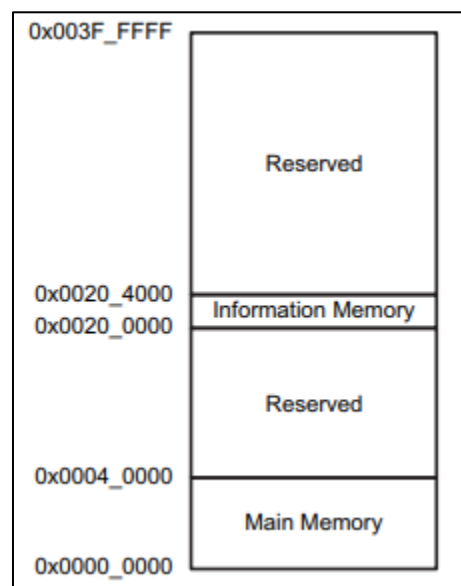 0x003F_FFFF
Reserved
0x0020_4000
Information Memory
0x0020_0000
Reserved
0x0004_0000
Main Memory
0x0000_0000